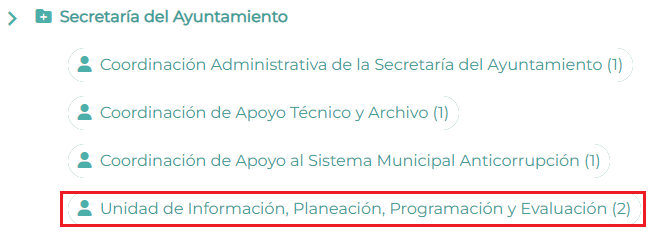 Secretaría del Ayuntamiento
Coordinación Administrativa de la Secretaría del Ayuntamiento (1)
Coordinación de Apoyo Técnico y Archivo (1)
Coordinación de Apoyo al Sistema Municipal Anticorrupción (1)
Unidad de Información, Planeación, Programación y Evaluación (2)